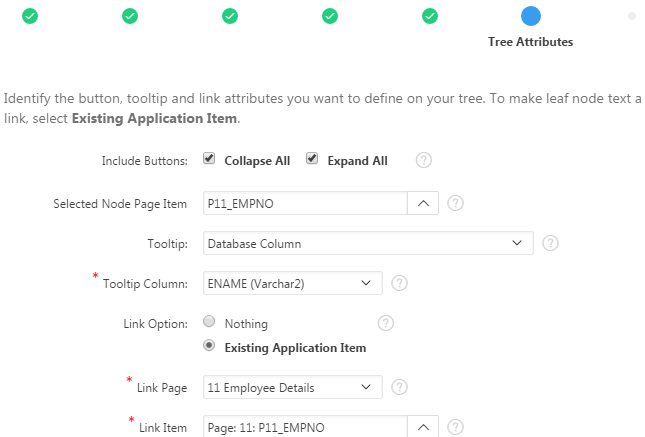 Tree Attributes
Identify the button, tooltip and link attributes you want to define on your tree. To make leaf node text a
link, select Existing Application Item.
Include Buttons: Collapse All Expand All ?
Selected Node Page Item P11_EMPNO ?
Tooltip: Database Column ?
* Tooltip Column: ENAME (Varchar2) ?
Link Option: Nothing ?
Existing Application Item
* Link Page 11 Employee Details ?
* Link Item Page: 11: P11_EMPNO ?